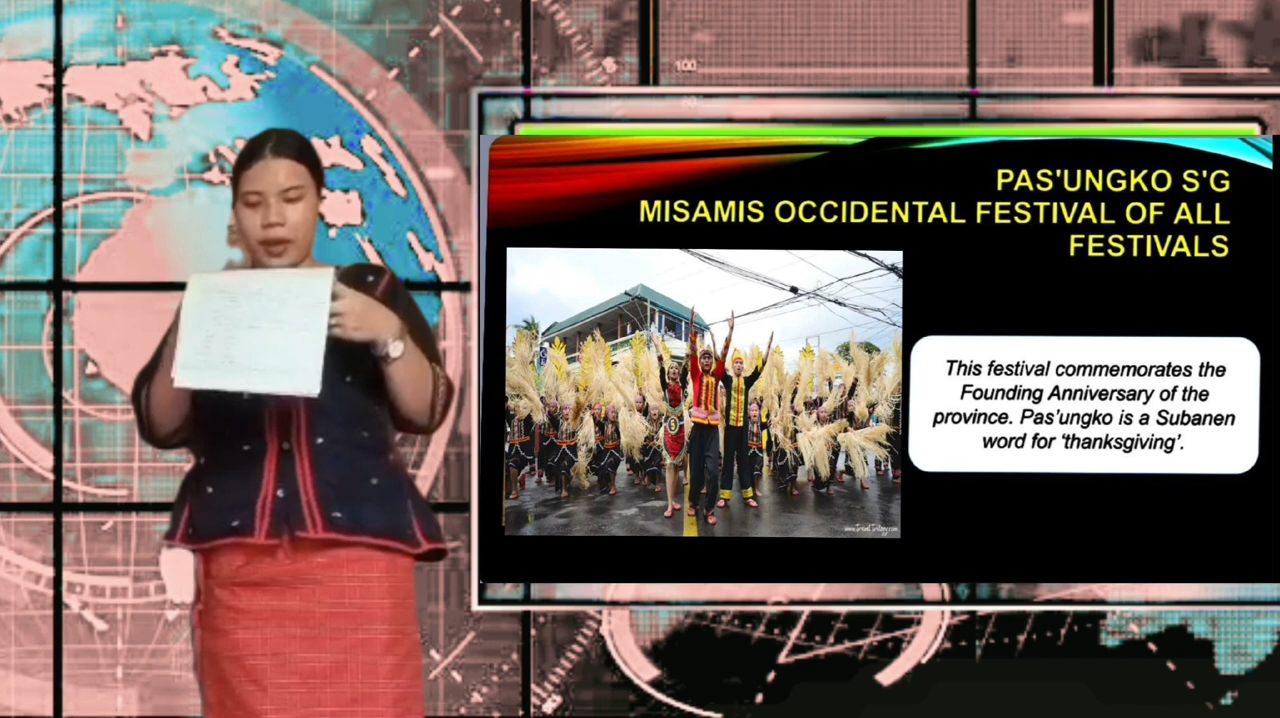 100
PAS'UNGKO S'G
MISAMIS OCCIDENTAL FESTIVAL OF ALL
FESTIVALS
This festival commemorates the
Founding Anniversary of the
province. Pas'ungko is a Subanen
word for 'thanksgiving'.
5